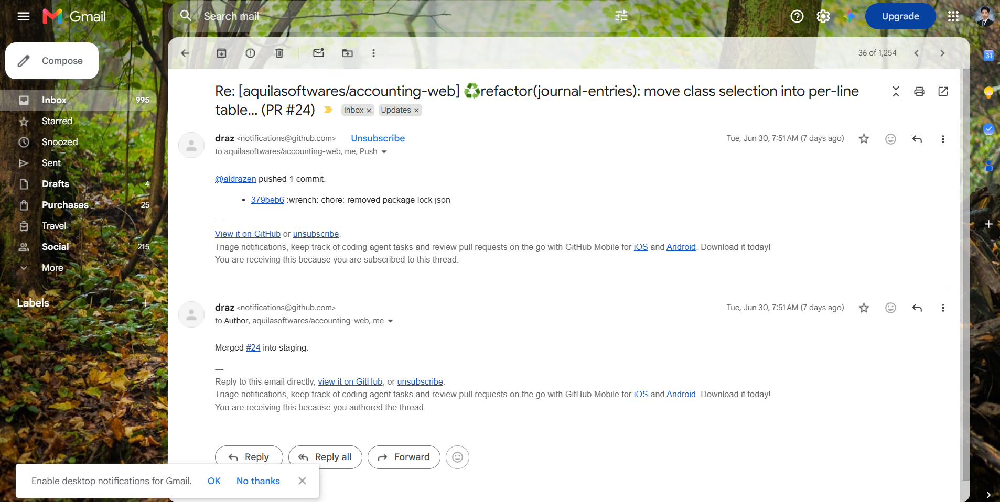 Gmail
Search mail
Upgrade
Compose
36 of 1,254
31
Inbox 995
Starred
Snoozed
Sent
Drafts 4
Purchases 25
Travel
Social 215
More
Labels
Re: [aquilasoftwares/accounting-web] ♻refactor(journal-entries): move class selection into per-line
table... (PR #24) Inbox × Updates ×
draz <notifications@github.com> Unsubscribe Tue, Jun 30, 7:51 AM (7 days ago)
to aquilasoftwares/accounting-web, me, Push
@aldrazen pushed 1 commit.
• 379beb6 :wrench: chore: removed package lock json
—
View it on GitHub or unsubscribe.
Triage notifications, keep track of coding agent tasks and review pull requests on the go with GitHub Mobile for iOS and Android. Download it today!
You are receiving this because you are subscribed to this thread.
draz <notifications@github.com> Tue, Jun 30, 7:51 AM (7 days ago)
to Author, aquilasoftwares/accounting-web, me
Merged #24 into staging.
—
Reply to this email directly, view it on GitHub, or unsubscribe.
Triage notifications, keep track of coding agent tasks and review pull requests on the go with GitHub Mobile for iOS and Android. Download it today!
You are receiving this because you authored the thread.
Reply Reply all Forward
Enable desktop notifications for Gmail. OK No thanks